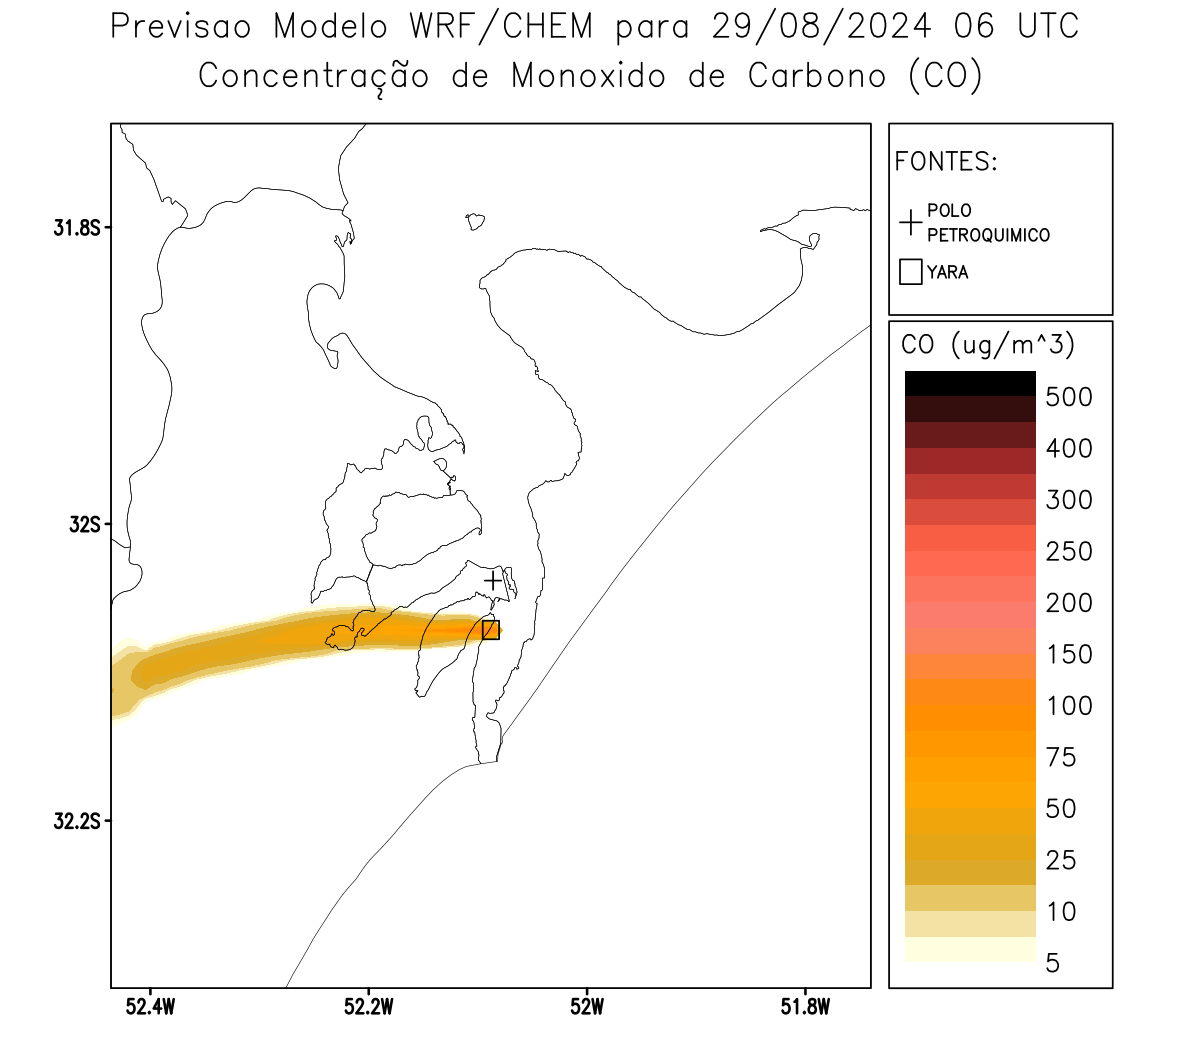 Previsao Modelo WRF/CHEM para 29/08/2024 06 UTC
Concentração de Monoxido de Carbono (CO)
FONTES:
POLO
PETROQUIMICO
YARA
CO (ug/m^3)
500
400
300
250
200
150
100
75
50
25
10
5
31.8S
32S
32.2S
52.4W
52.2W
52W
51.8W